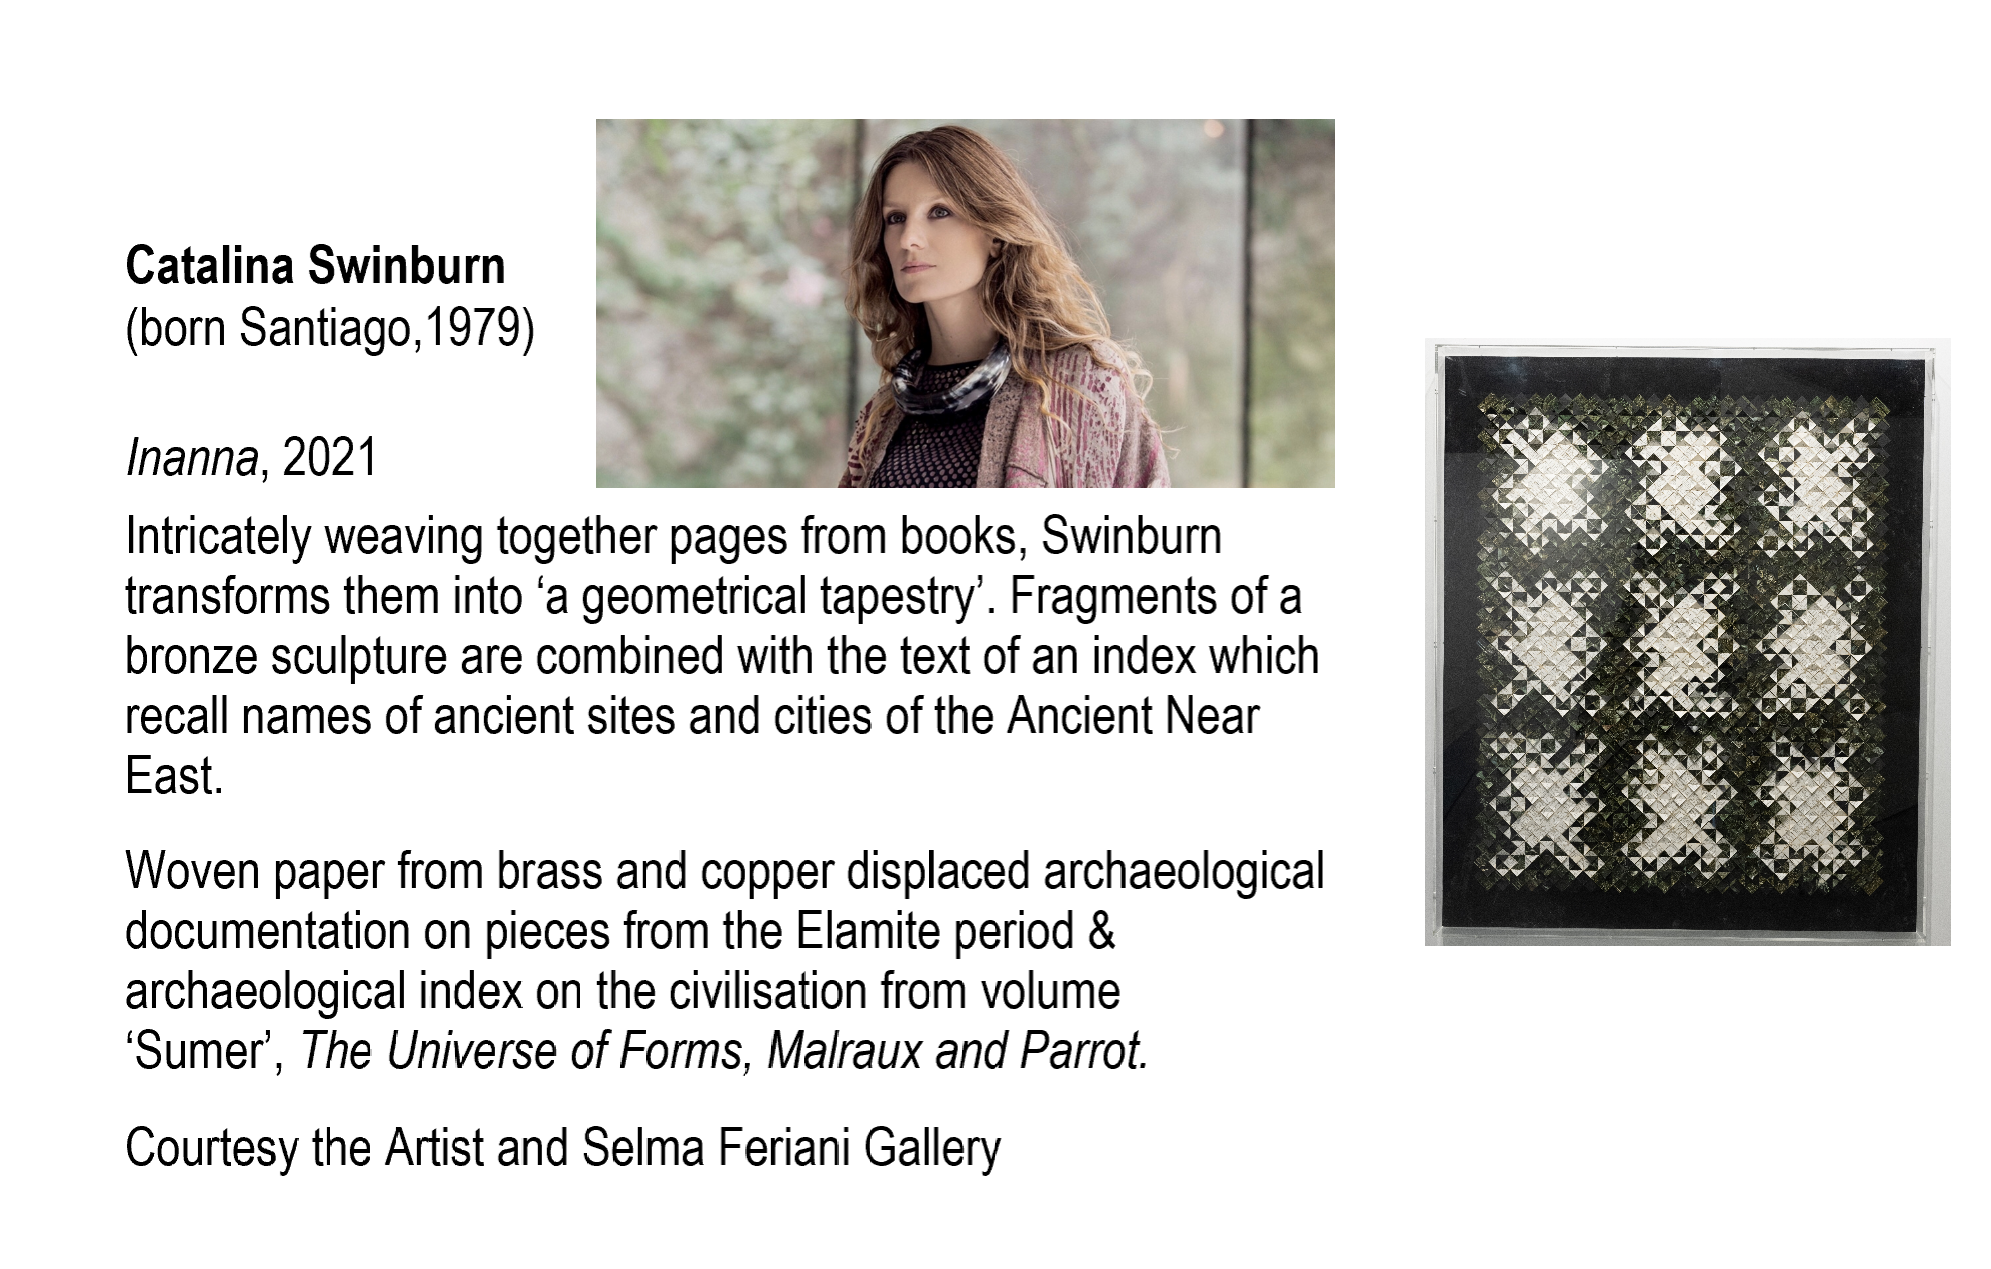 Catalina Swinburn
(born Santiago,1979)
Inanna, 2021
Intricately weaving together pages from books, Swinburn
transforms them into ‘a geometrical tapestry’. Fragments of a
bronze sculpture are combined with the text of an index which
recall names of ancient sites and cities of the Ancient Near
East.
Woven paper from brass and copper displaced archaeological
documentation on pieces from the Elamite period &
archaeological index on the civilisation from volume
‘Sumer’, The Universe of Forms, Malraux and Parrot.
Courtesy the Artist and Selma Feriani Gallery